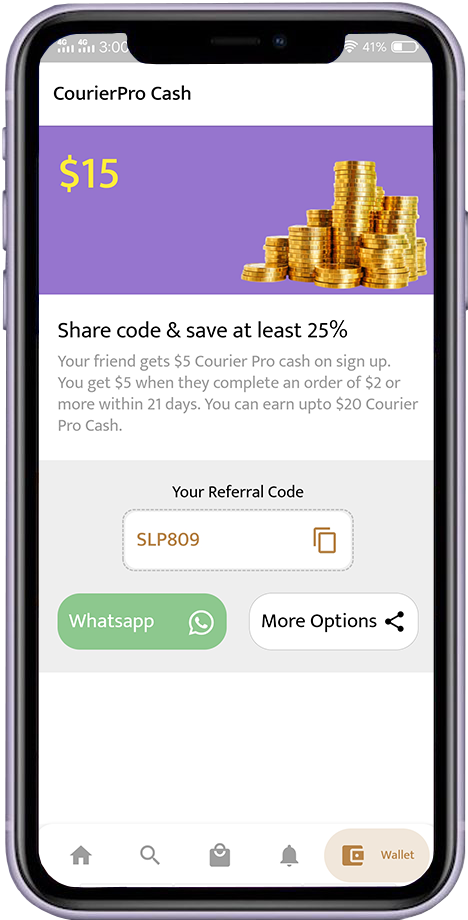 4G 4G 3:00 41%
CourierPro Cash
$15
Share code & save at least 25%
Your friend gets $5 Courier Pro cash on sign up.
You get $5 when they complete an order of $2 or
more within 21 days. You can earn upto $20 Courier
Pro Cash.
Your Referral Code
SLP809
Whatsapp More Options
Wallet